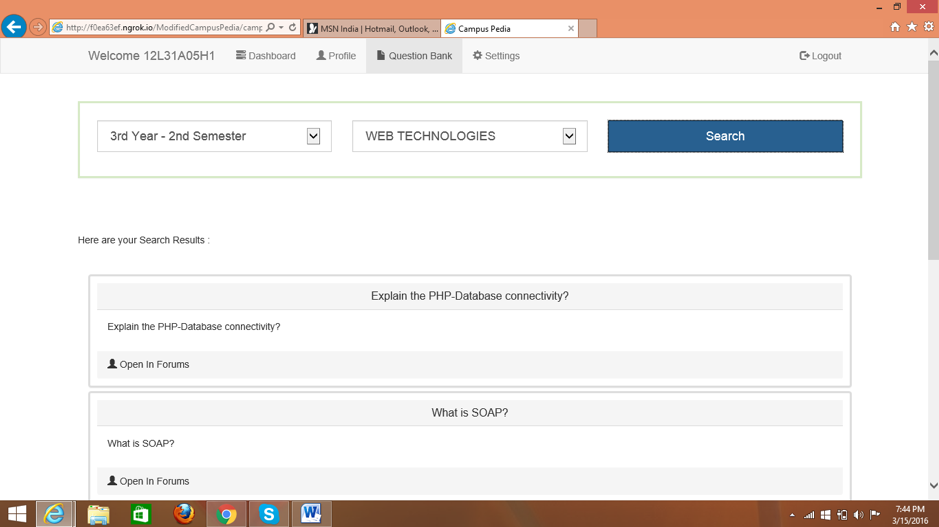 http://f0ea63ef.ngrok.io/ModifiedCampusPedia/camp
MSN India | Hotmail, Outlook, ...
Campus Pedia
Welcome 12L31A05H1
Dashboard
Profile
Question Bank
Settings
Logout
3rd Year - 2nd Semester
WEB TECHNOLOGIES
Search
Here are your Search Results :
Explain the PHP-Database connectivity?
Explain the PHP-Database connectivity?
Open In Forums
What is SOAP?
What is SOAP?
Open In Forums
7:44 PM
3/15/2016